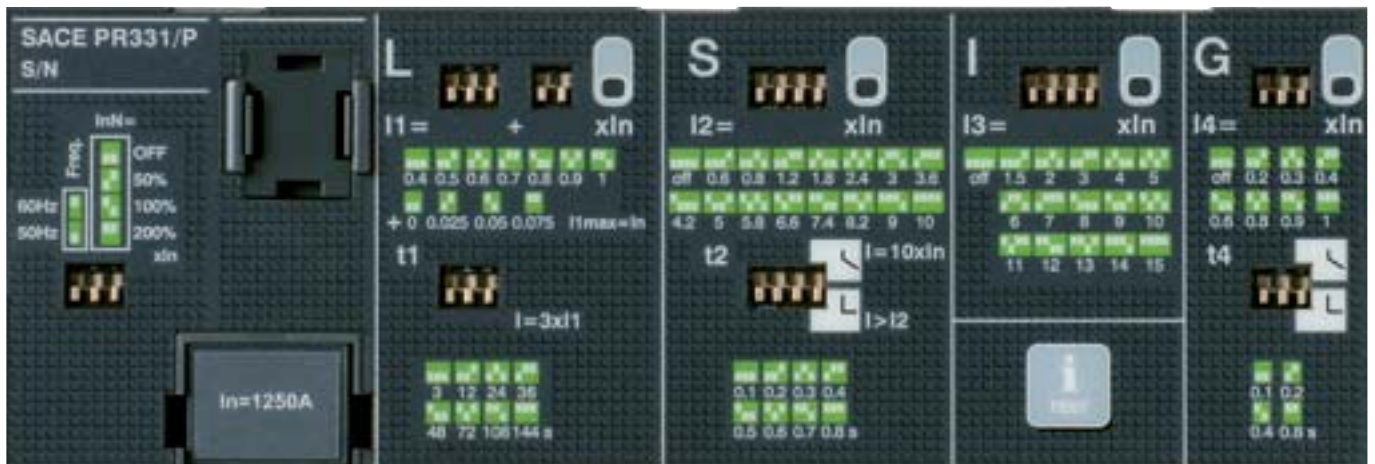 SACE PR331/P
S/N
InN=
Freq.
OFF
50%
60Hz
100%
50Hz
200%
xIn
In=1250A
L
I1= + xIn
0.4 0.5 0.6 0.7 0.8 0.9 1
+ 0 0.025 0.05 0.075 I1max=In
t1
I=3xI1
3 12 24 36
48 72 108 144 s
S
I2= xIn
off 0.6 0.8 1.2 1.8 2.4 3 3.6
4.2 5 5.8 6.6 7.4 8.2 9 10
t2
I=10xIn
I>I2
0.1 0.2 0.3 0.4
0.5 0.6 0.7 0.8 s
I
I3= xIn
off 1.5 2 3 4 5
6 7 8 9 10
11 12 13 14 15
i
TEST
G
I4= xIn
off 0.2 0.3 0.4
0.6 0.8 0.9 1
t4
0.1 0.2
0.4 0.8 s